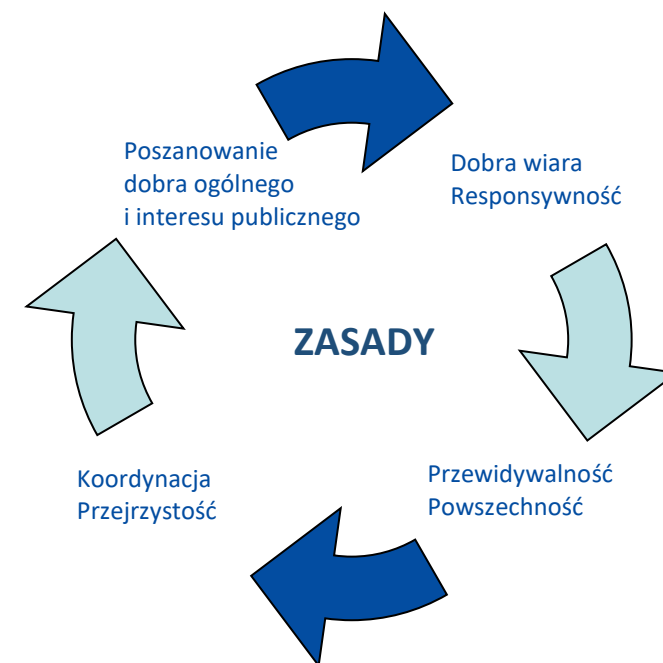 Poszanowanie
dobra ogólnego
i interesu publicznego
Dobra wiara
Responsywność
ZASADY
Koordynacja
Przejrzystość
Przewidywalność
Powszechność